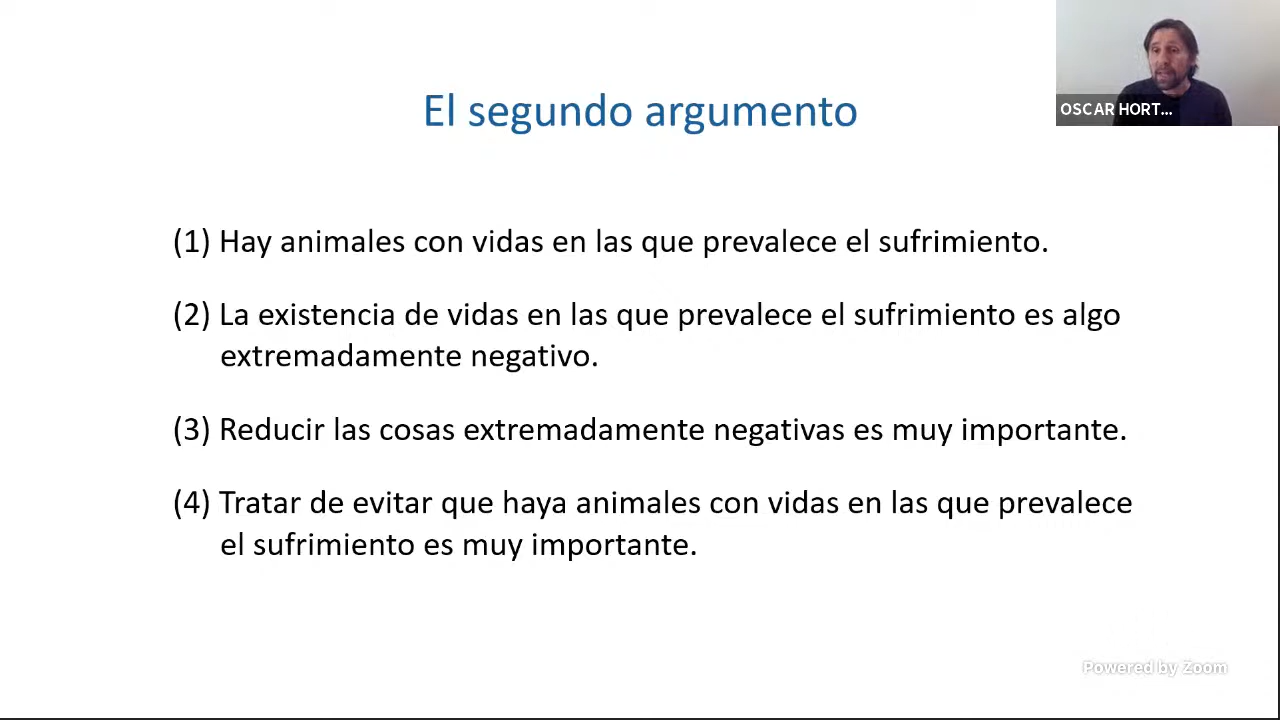 El segundo argumento
OSCAR HORT...
(1) Hay animales con vidas en las que prevalece el sufrimiento.
(2) La existencia de vidas en las que prevalece el sufrimiento es algo
extremadamente negativo.
(3) Reducir las cosas extremadamente negativas es muy importante.
(4) Tratar de evitar que haya animales con vidas en las que prevalece
el sufrimiento es muy importante.
Powered by Zoom